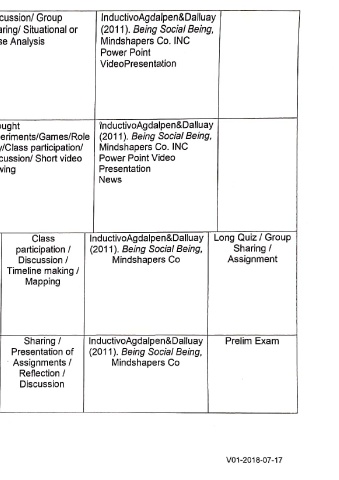 cussion/ Group
aring/ Situational or
se Analysis
InductivoAgdalpen&Dalluay
(2011). Being Social Being,
Mindshapers Co. INC
Power Point
VideoPresentation
ought
eriments/Games/Role
y/Class participation/
cussion/ Short video
wing
InductivoAgdalpen&Dalluay
(2011). Being Social Being,
Mindshapers Co. INC
Power Point Video
Presentation
News
Class
participation /
Discussion /
Timeline making /
Mapping
InductivoAgdalpen&Dalluay
(2011). Being Social Being,
Mindshapers Co
Long Quiz / Group
Sharing /
Assignment
Sharing /
Presentation of
Assignments /
Reflection /
Discussion
InductivoAgdalpen&Dalluay
(2011). Being Social Being,
Mindshapers Co
Prelim Exam
V01-2018-07-17